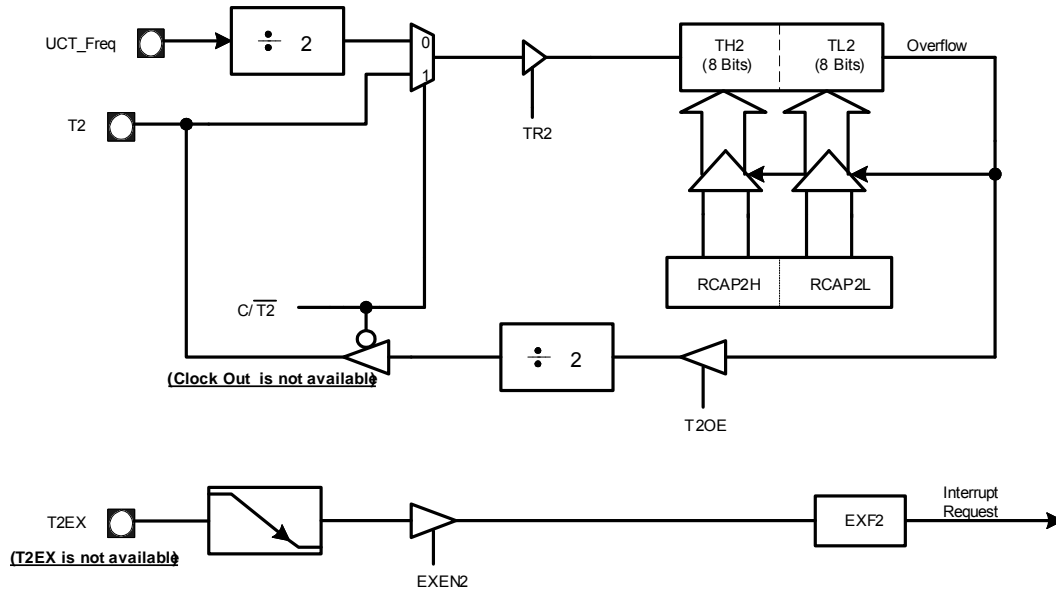 UCT_Freq
÷ 2
0
1
T2
TR2
TH2
(8 Bits)
TL2
(8 Bits)
Overflow
RCAP2H
RCAP2L
C/T2
÷ 2
(Clock Out is not available)
T2OE
T2EX
(T2EX is not available)
EXEN2
EXF2
Interrupt
Request